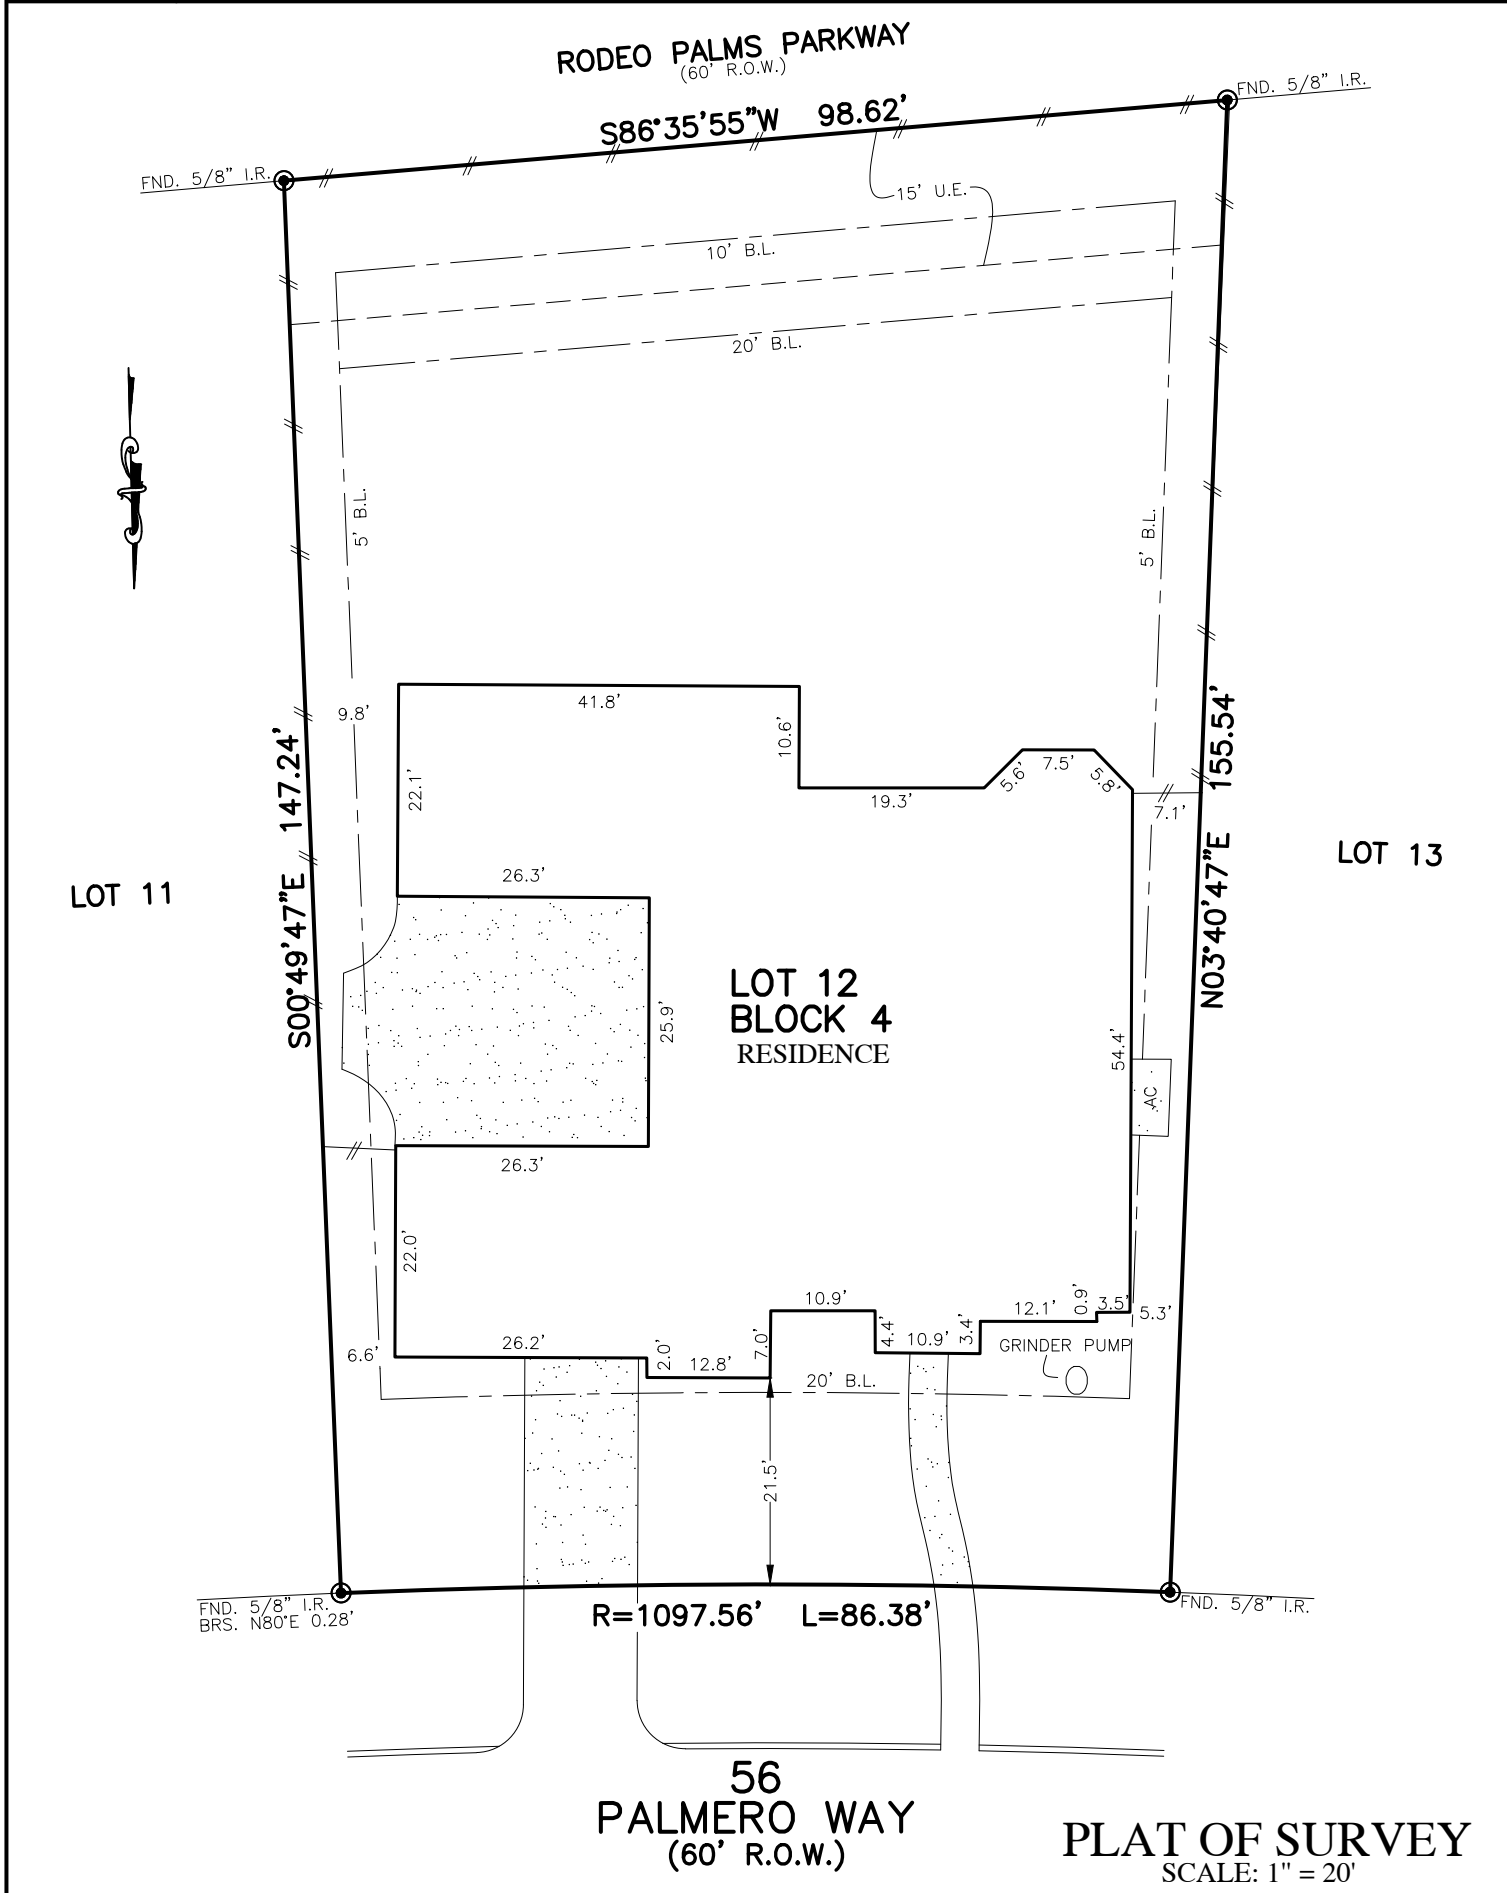 RODEO PALMS PARKWAY
(60' R.O.W.)
FND. 5/8" I.R.
S86°35'55"W 98.62'
FND. 5/8" I.R.
15' U.E.
10' B.L.
20' B.L.
5' B.L.
5' B.L.
9.8'
41.8'
10.6'
S00°49'47"E 147.24'
N03°40'47"E 155.54'
22.1'
19.3'
5.6'
7.5'
5.8'
7.1'
LOT 11
LOT 13
26.3'
LOT 12
BLOCK 4
RESIDENCE
25.9'
54.4'
AC
26.3'
22.0'
10.9'
12.1'
0.9'
3.5'
5.3'
6.6'
26.2'
2.0'
12.8'
7.0'
4.4'
10.9'
3.4'
GRINDER PUMP
20' B.L.
21.5'
FND. 5/8" I.R.
BRS. N80°E 0.28'
R=1097.56' L=86.38'
FND. 5/8" I.R.
56
PALMERO WAY
(60' R.O.W.)
PLAT OF SURVEY
SCALE: 1" = 20'